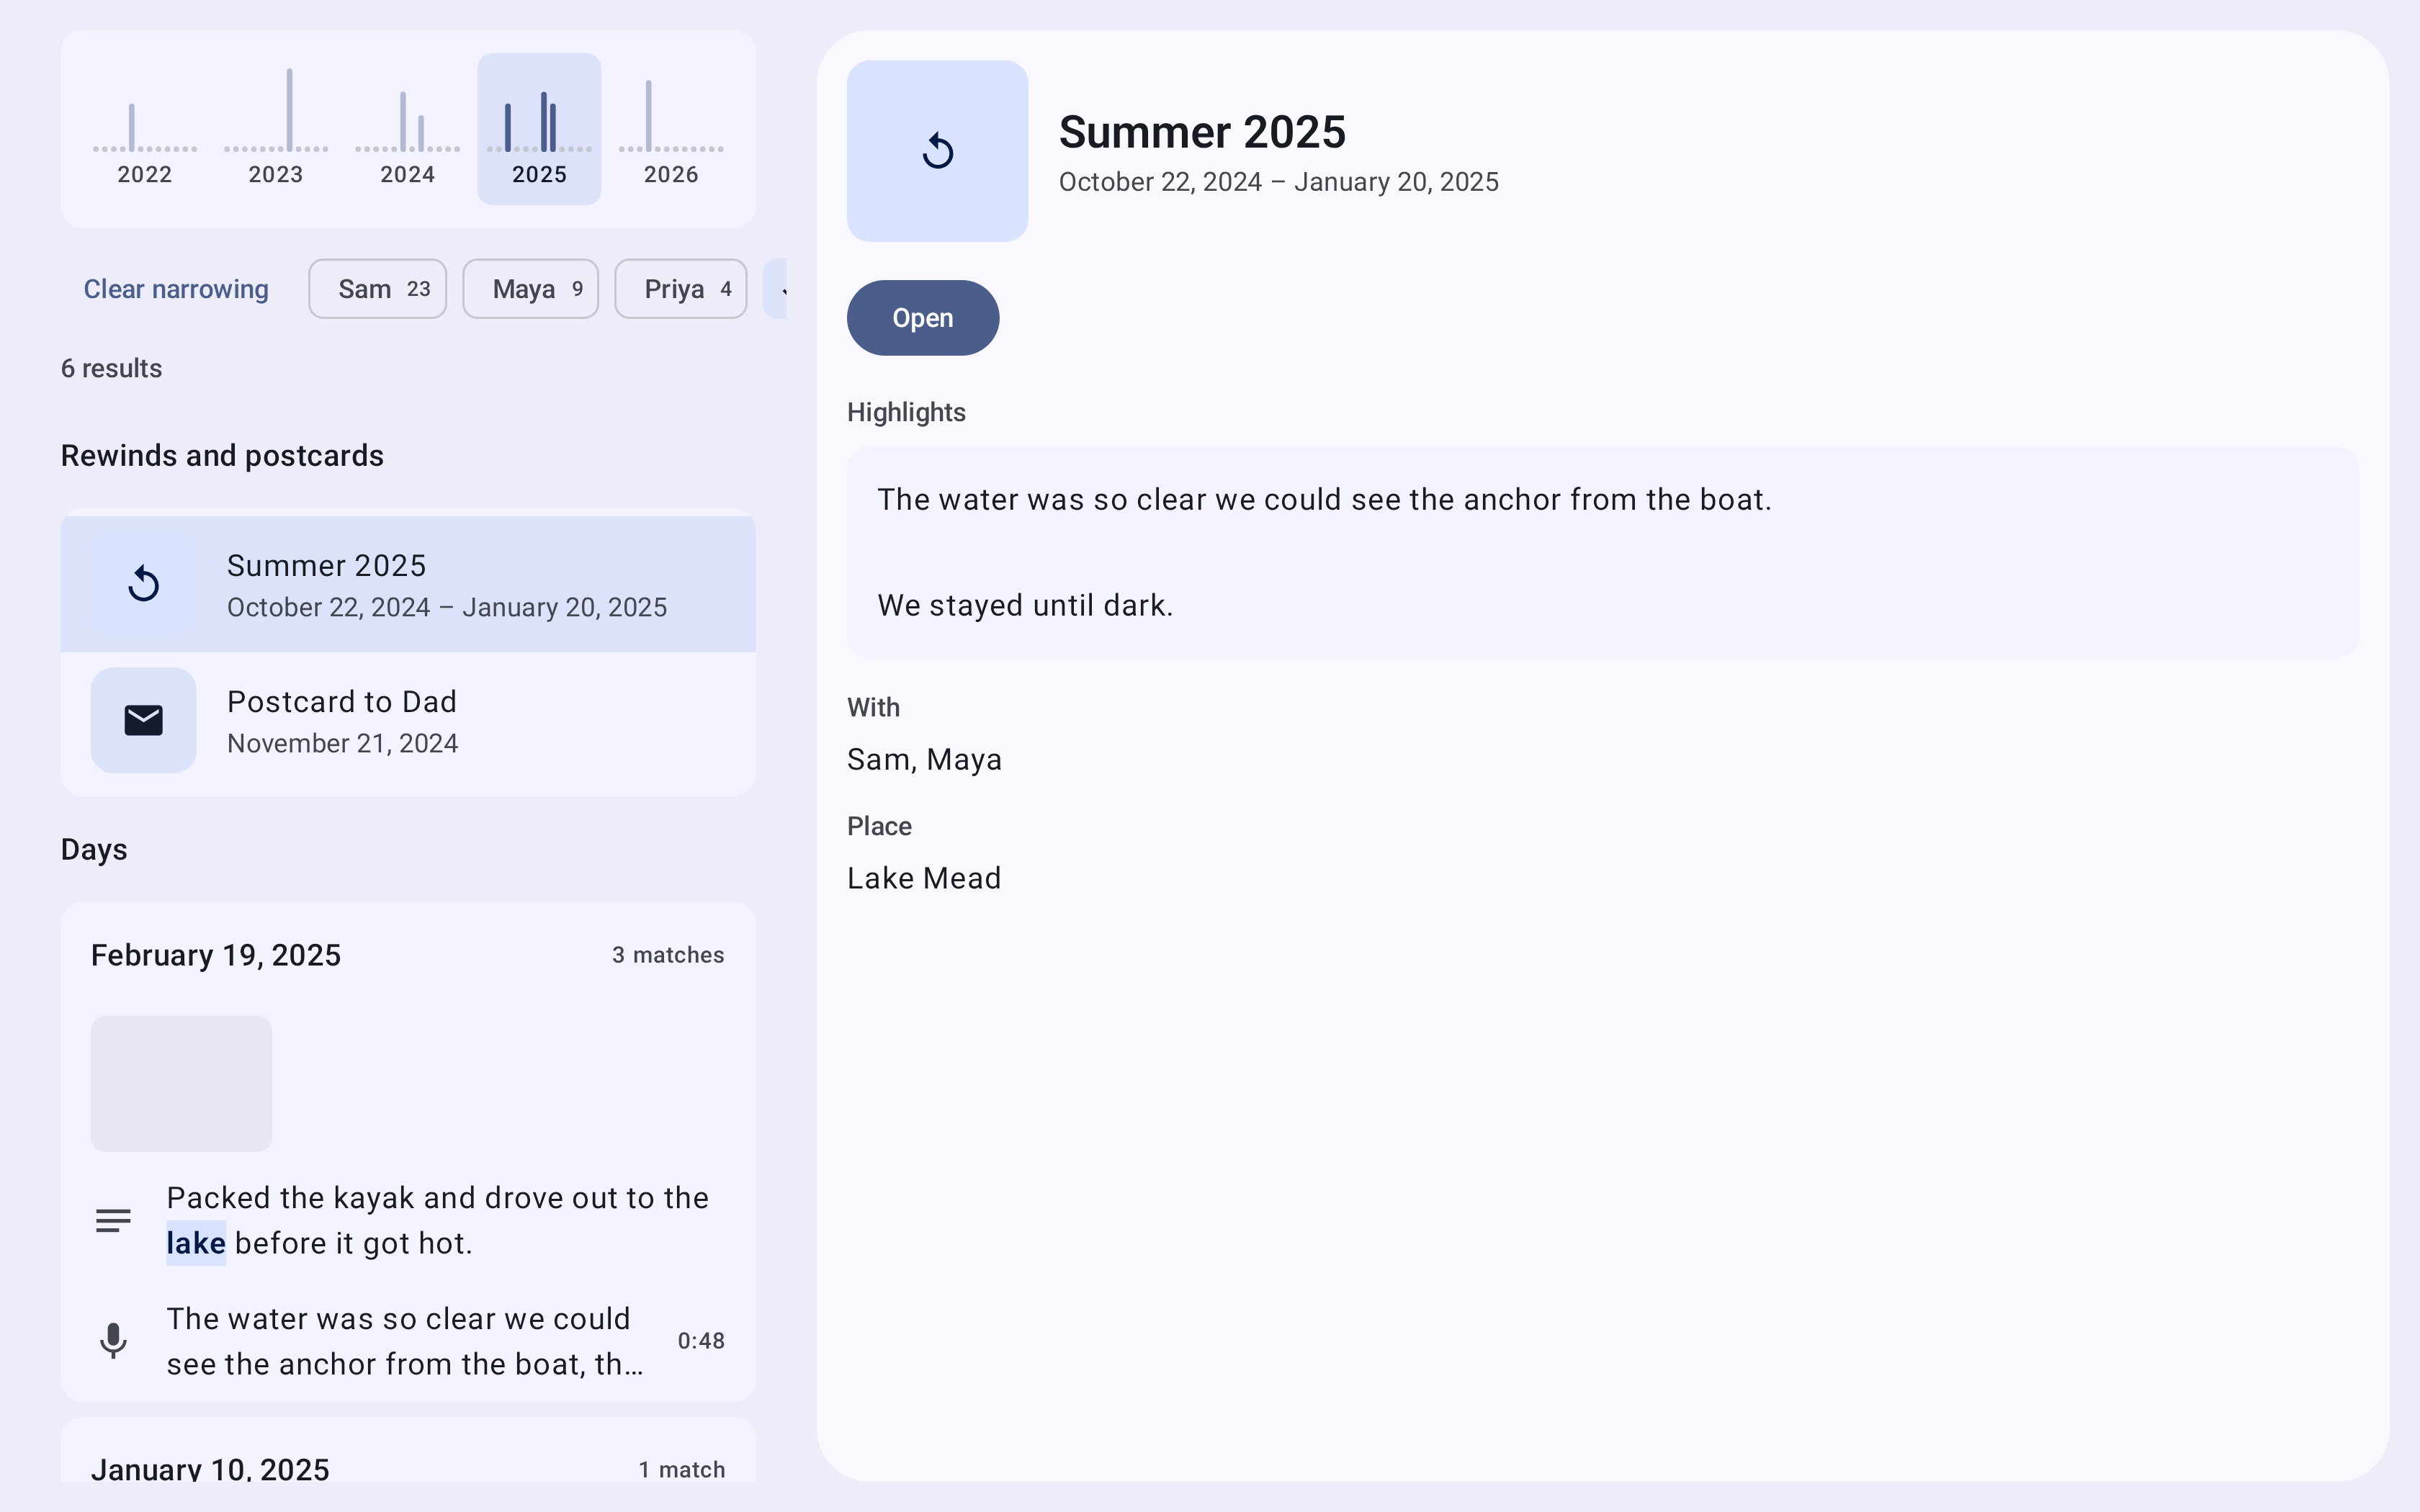 2022
2023
2024
2025
2026
Clear narrowing
Sam 23
Maya 9
Priya 4
6 results
Rewinds and postcards
Summer 2025
October 22, 2024 – January 20, 2025
Postcard to Dad
November 21, 2024
Days
February 19, 2025
3 matches
Packed the kayak and drove out to the
lake before it got hot.
The water was so clear we could
see the anchor from the boat, th…
0:48
January 10, 2025
1 match
Summer 2025
October 22, 2024 – January 20, 2025
Open
Highlights
The water was so clear we could see the anchor from the boat.
We stayed until dark.
With
Sam, Maya
Place
Lake Mead